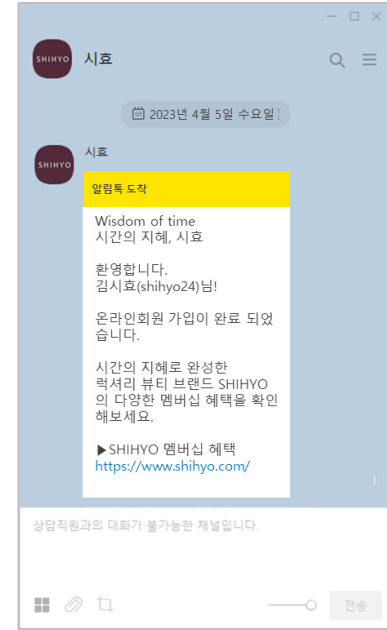 SHIHYO 시효
2023년 4월 5일 수요일
SHIHYO 시효
알림톡 도착
Wisdom of time
시간의 지혜, 시효
환영합니다.
김시효(shihyo24)님!
온라인회원 가입이 완료 되었
습니다.
시간의 지혜로 완성한
럭셔리 뷰티 브랜드 SHIHYO
의 다양한 멤버십 혜택을 확인
해보세요.
▶SHIHYO 멤버십 혜택
https://www.shihyo.com/
상담직원과의 대화가 불가능한 채널입니다.
전송